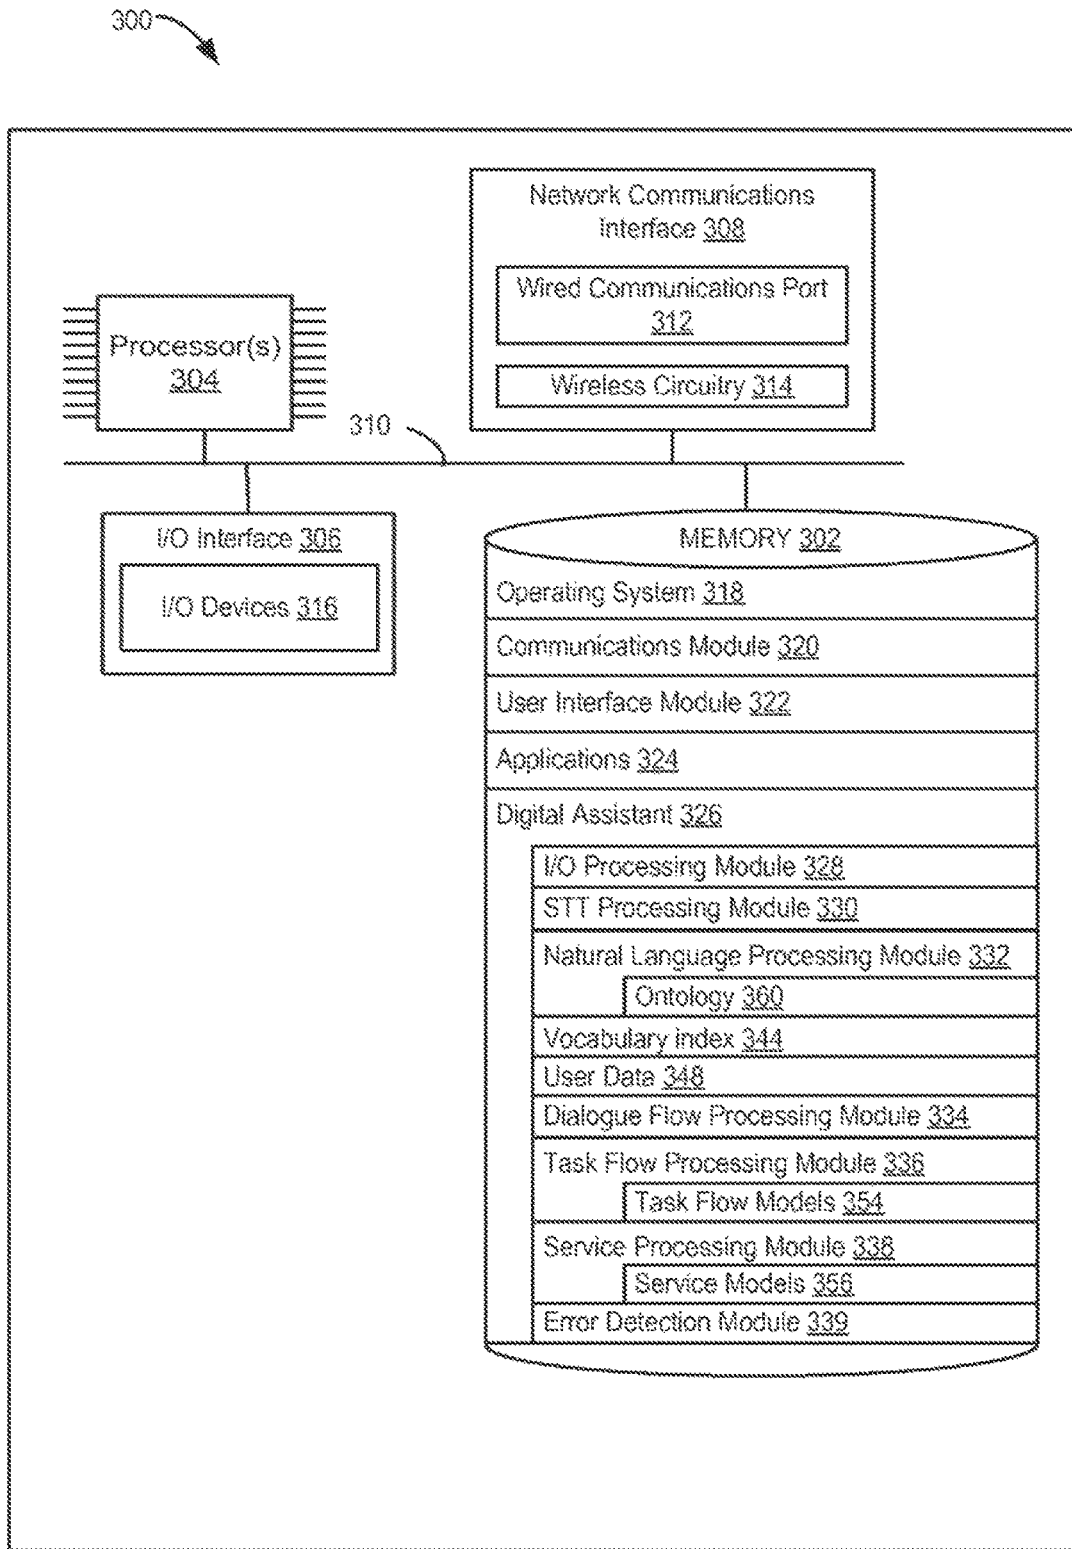 300
Network Communications
Interface 308
Wired Communications Port
312
Wireless Circuitry 314
Processor(s)
304
310
I/O Interface 306
I/O Devices 316
MEMORY 302
Operating System 318
Communications Module 320
User Interface Module 322
Applications 324
Digital Assistant 326
I/O Processing Module 328
STT Processing Module 330
Natural Language Processing Module 332
Ontology 360
Vocabulary index 344
User Data 348
Dialogue Flow Processing Module 334
Task Flow Processing Module 336
Task Flow Models 354
Service Processing Module 338
Service Models 356
Error Detection Module 339